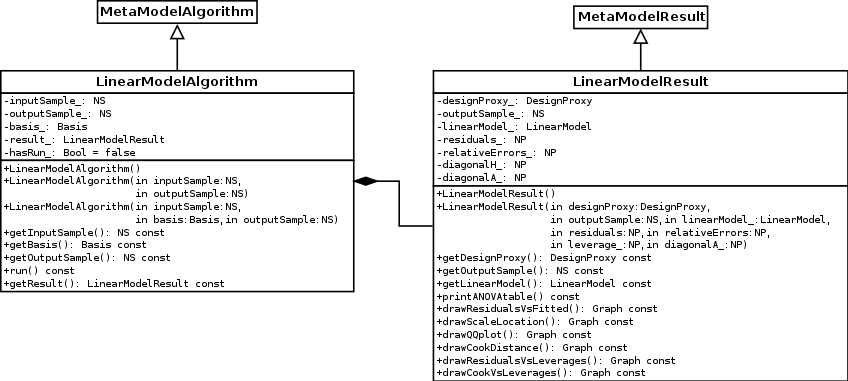 MetaModelAlgorithm
LinearModelAlgorithm
-inputSample_: NS
-outputSample_: NS
-basis_: Basis
-result_: LinearModelResult
-hasRun_: Bool = false
+LinearModelAlgorithm()
+LinearModelAlgorithm(in inputSample:NS,
in outputSample:NS)
+LinearModelAlgorithm(in inputSample:NS,
in basis:Basis,in outputSample:NS)
+getInputSample(): NS const
+getBasis(): Basis const
+getOutputSample(): NS const
+run() const
+getResult(): LinearModelResult const
MetaModelResult
LinearModelResult
-designProxy_: DesignProxy
-outputSample_: NS
-linearModel_: LinearModel
-residuals_: NP
-relativeErrors_: NP
-diagonalH_: NP
-diagonalA_: NP
+LinearModelResult()
+LinearModelResult(in designProxy:DesignProxy,
in outputSample:NS,in linearModel_:LinearModel,
in residuals:NP,in relativeErrors:NP,
in leverage_:NP,in diagonalA_:NP)
+getDesignProxy(): DesignProxy const
+getOutputSample(): NS const
+getLinearModel(): LinearModel const
+printANOVAtable() const
+drawResidualsVsFitted(): Graph const
+drawScaleLocation(): Graph const
+drawQQplot(): Graph const
+drawCookDistance(): Graph const
+drawResidualsVsLeverages(): Graph const
+drawCookVsLeverages(): Graph const